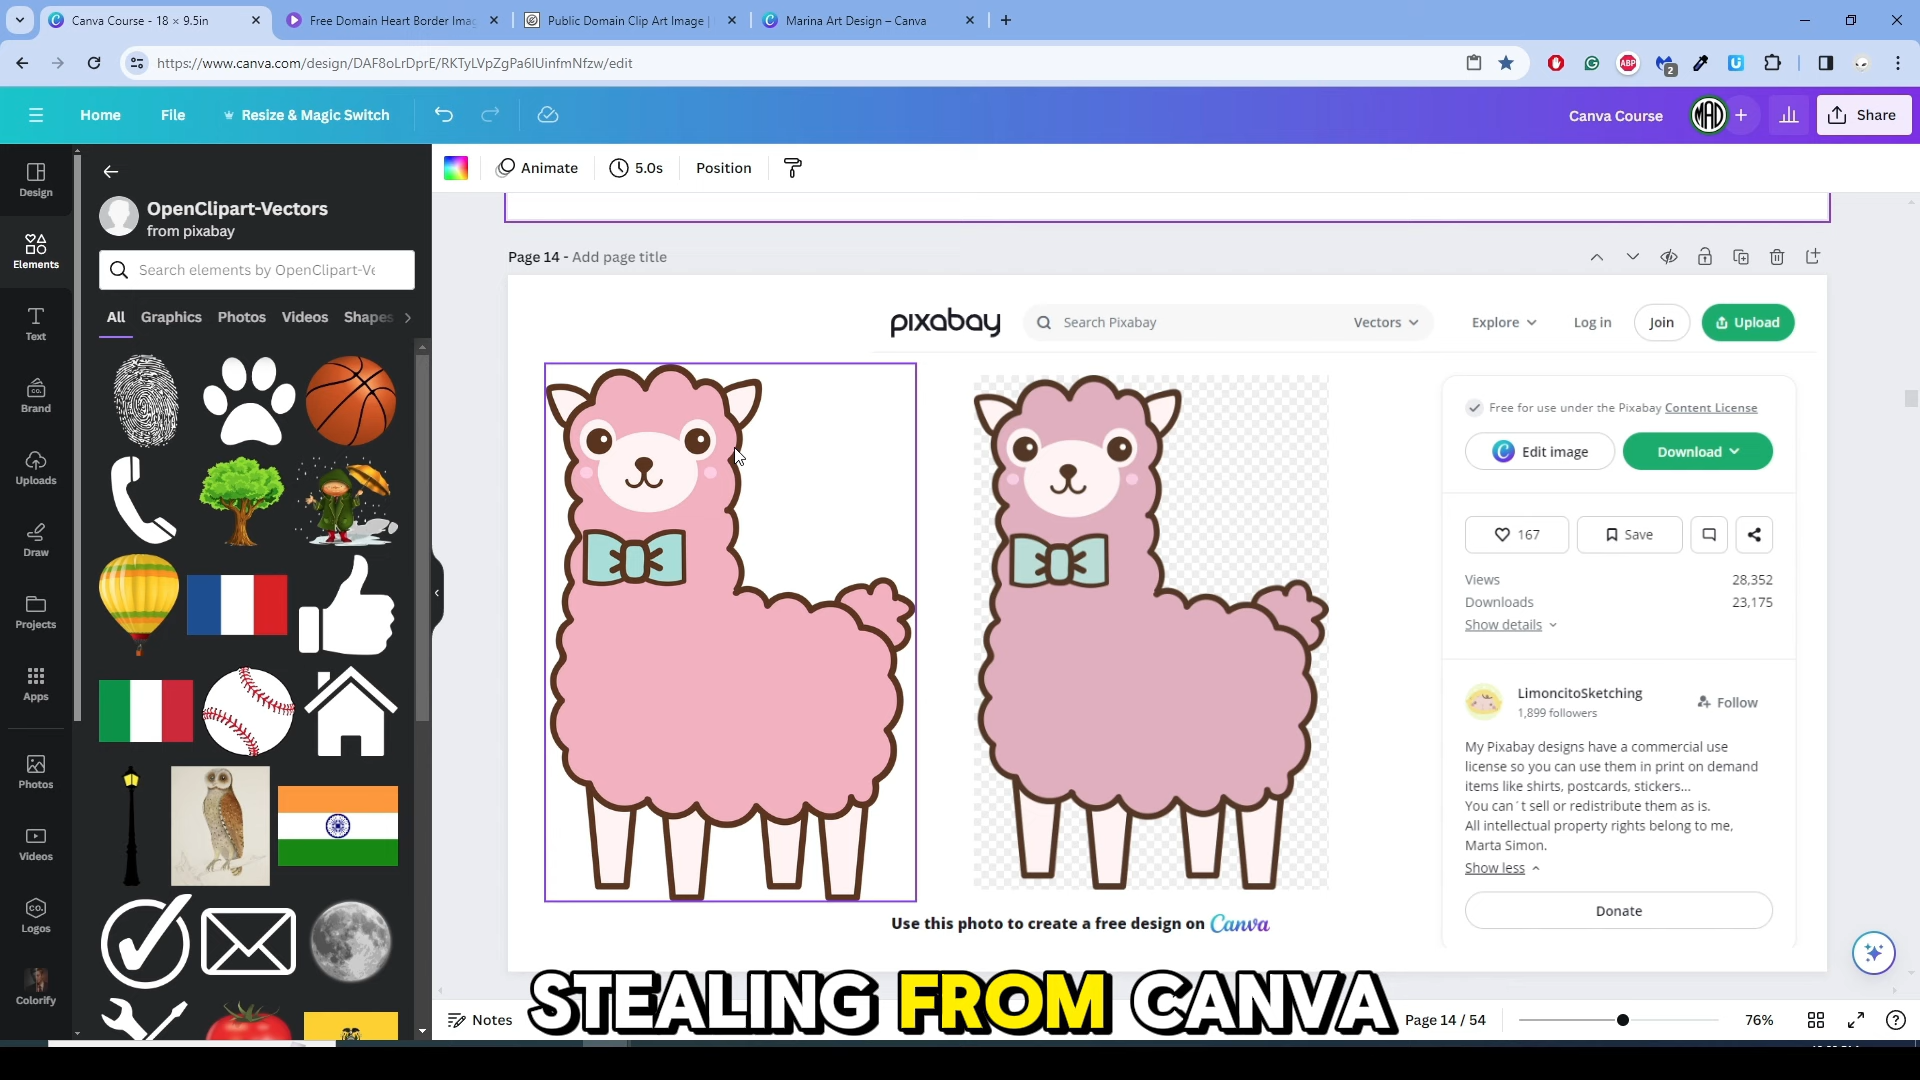 Canva Course - 18 × 9.5in
Free Domain Heart Border Imag
Public Domain Clip Art Image |
Marina Art Design – Canva
https://www.canva.com/design/DAF8oLrDprE/RKTyLVpZgPa6IUinfmNfzw/edit
ABP
2
Home
File
Resize & Magic Switch
Canva Course
MAD
Share
Animate
5.0s
Position
Design
Elements
Text
Brand
Uploads
Draw
Projects
Apps
Photos
Videos
Logos
Colorify
OpenClipart-Vectors
from pixabay
Search elements by OpenClipart-Ve
All
Graphics
Photos
Videos
Shapes
Page 14 - Add page title
pixabay
Search Pixabay
Vectors
Explore
Log in
Join
Upload
Free for use under the Pixabay Content License
Edit image
Download
167
Save
Views
28,352
Downloads
23,175
Show details
LimoncitoSketching
1,899 followers
Follow
My Pixabay designs have a commercial use
license so you can use them in print on demand
items like shirts, postcards, stickers...
You can´t sell or redistribute them as is.
All intellectual property rights belong to me,
Marta Simon.
Show less
Donate
Use this photo to create a free design on Canva
STEALING FROM CANVA
Notes
Page 14 / 54
76%